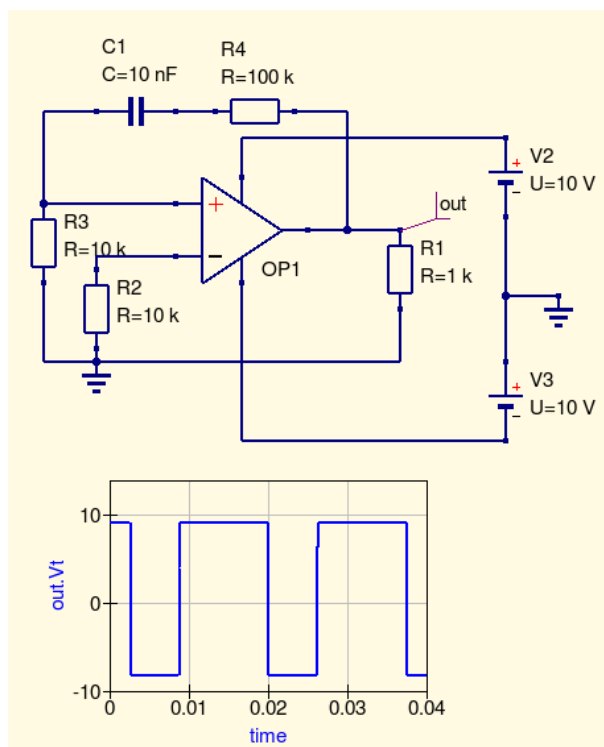 C1
C=10 nF
R4
R=100 k
V2
U=10 V
+
−
out
R3
R=10 k
+
−
OP1
R1
R=1 k
R2
R=10 k
V3
U=10 V
+
−
10
0
-10
out.Vt
0
0.01
0.02
0.03
0.04
time